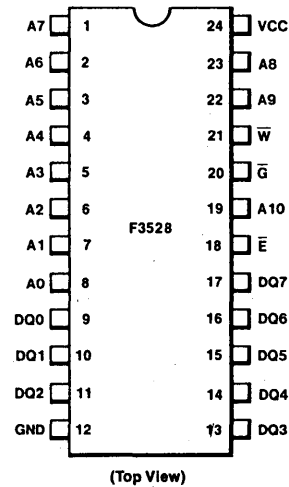 A7 1 24 VCC
A6 2 23 A8
A5 3 22 A9
A4 4 21 W̅
A3 5 20 G̅
A2 6 19 A10
F3528
A1 7 18 E̅
A0 8 17 DQ7
DQ0 9 16 DQ6
DQ1 10 15 DQ5
DQ2 11 14 DQ4
GND 12 13 DQ3
(Top View)